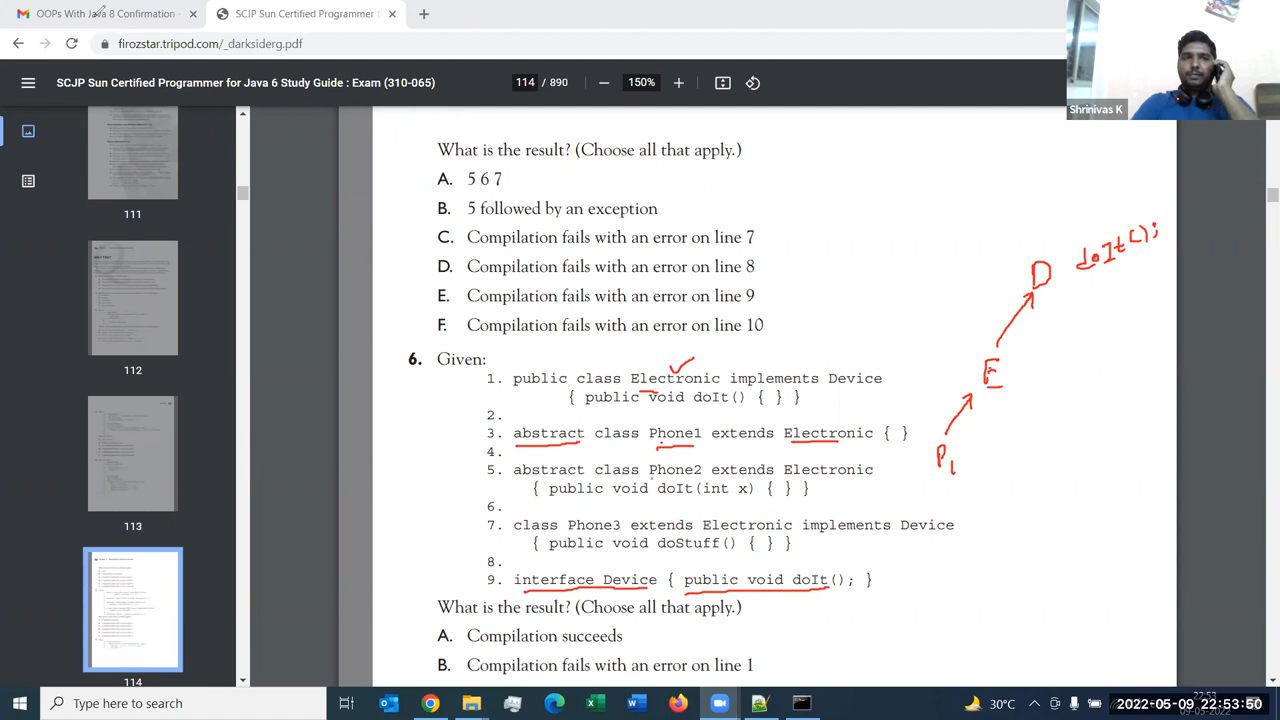 OOPs With Java 8 Confirmation
SCJP Sun Certified Programmer f
firozstar.tripod.com/_darksiderg.pdf
SCJP Sun Certified Programmer for Java 6 Study Guide : Exam (310-065)
114 / 890
150%
Shrinivas K
111
112
113
114
What is the result? (Choose all that apply.)
A. 5 6 7
B. 5 followed by an exception
C. Compilation fails with an error on line 7
D. Compilation fails with an error on line 8
E. Compilation fails with an error on line 9
F. Compilation fails with an error on line 10
6. Given:
1. public class Electronic implements Device
{ public void doIt() { } }
2.
3. abstract class Phone1 extends Electronic { }
4.
5. abstract class Phone2 extends Electronic
public void doIt(int x) { } }
6.
7. class Phone3 extends Electronic implements Device
{ public void doStuff() { } }
8.
9. interface Device { public void doIt(); }
What is the result? (Choose all that apply.)
A. Compilation succeeds
B. Compilation fails with an error on line 1
doIt();
D
E
P1
Type here to search
30°C
22:53
2022-05-09 22:53:50